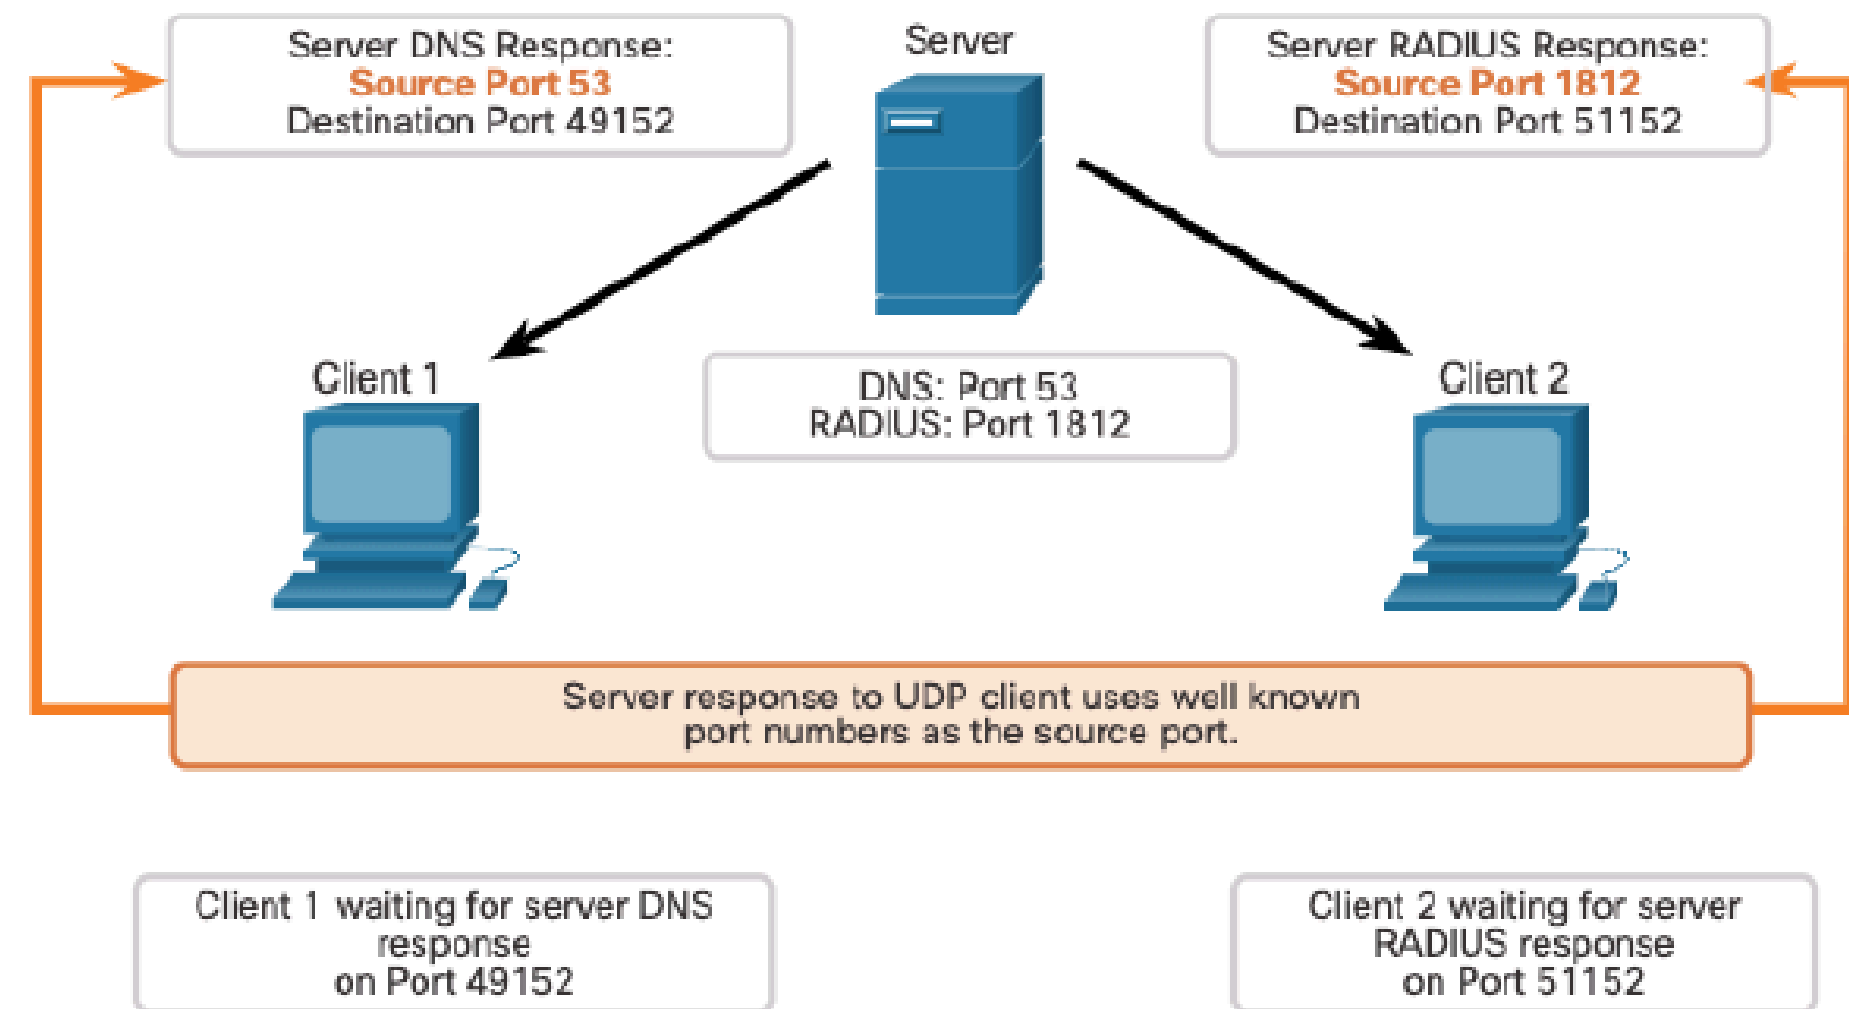 Server DNS Response:
Source Port 53
Destination Port 49152
Server
Server RADIUS Response:
Source Port 1812
Destination Port 51152
Client 1
DNS: Port 53
RADIUS: Port 1812
Client 2
Server response to UDP client uses well known
port numbers as the source port.
Client 1 waiting for server DNS
response
on Port 49152
Client 2 waiting for server
RADIUS response
on Port 51152